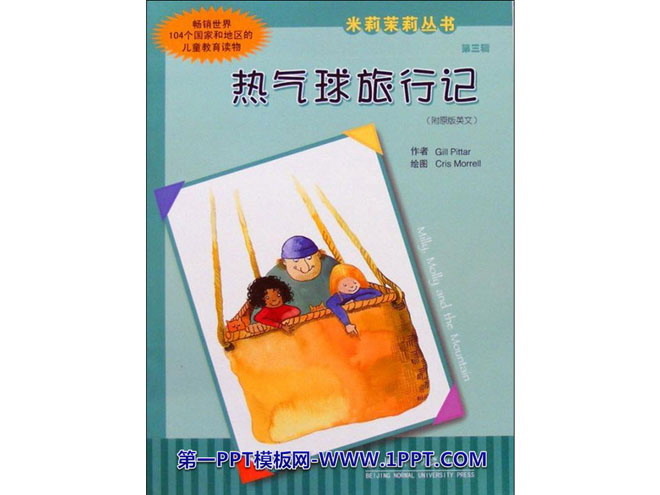 畅销世界
104个国家和地区的
儿童教育读物
米莉茉莉丛书
第三辑
热气球旅行记
（附原版英文）
作者 Gill Pittar
绘图 Cris Morrell
Milly, Molly and the Mountain
第一PPT模板网-WWW.1PPT.COM
BEIJING NORMAL UNIVERSITY PRESS